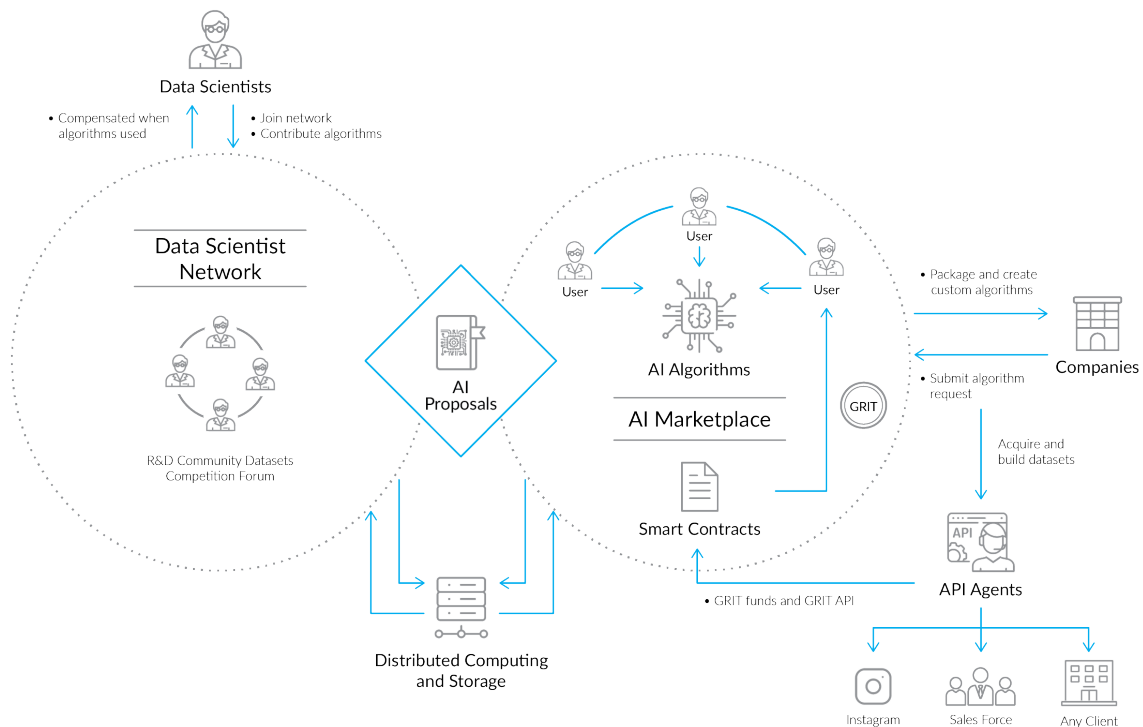 Data Scientists
• Compensated when
algorithms used
• Join network
• Contribute algorithms
Data Scientist
Network
R&D Community Datasets
Competition Forum
AI
Proposals
User
User
User
AI Algorithms
AI Marketplace
GRIT
Smart Contracts
• Package and create
custom algorithms
Companies
• Submit algorithm
request
Acquire and
build datasets
API
API Agents
• GRIT funds and GRIT API
Distributed Computing
and Storage
Instagram
Sales Force
Any Client